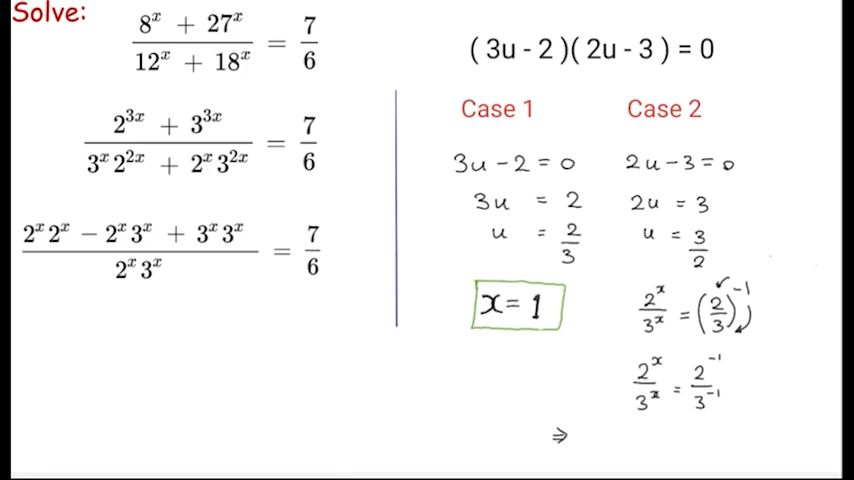 Solve:
8^x + 27^x / 12^x + 18^x = 7/6
2^{3x} + 3^{3x} / 3^x 2^{2x} + 2^x 3^{2x} = 7/6
2^x 2^x − 2^x 3^x + 3^x 3^x / 2^x 3^x = 7/6
( 3u - 2 )( 2u - 3 ) = 0
Case 1
3u − 2 = 0
3u = 2
u = 2/3
x = 1
Case 2
2u − 3 = 0
2u = 3
u = 3/2
2^x/3^x = (2/3)^{-1}
2^x/3^x = 2^{-1}/3^{-1}
⇒